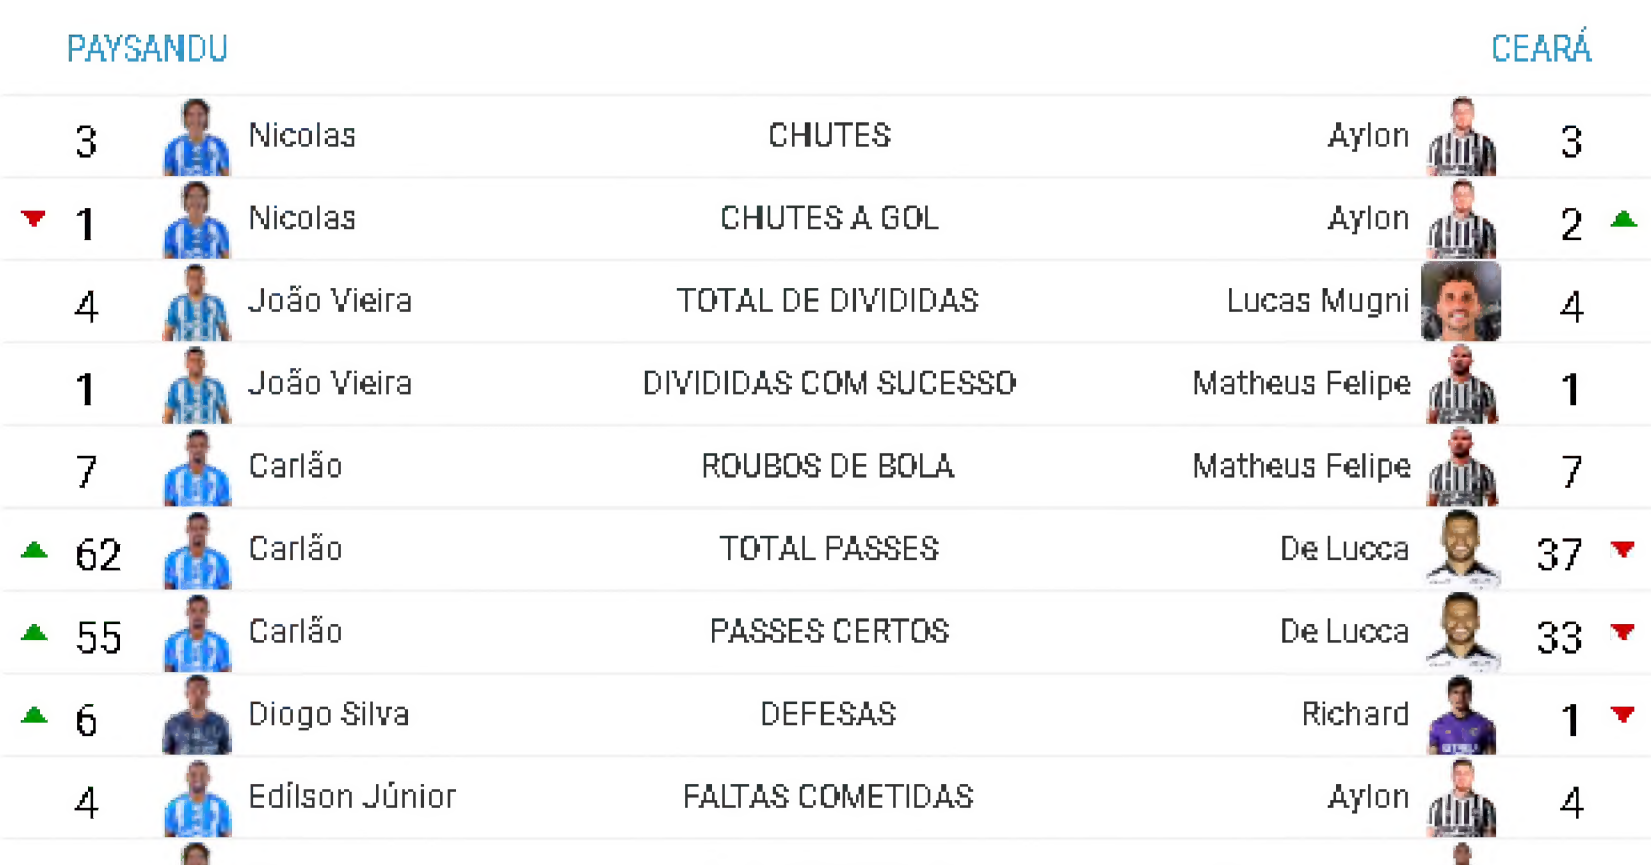 PAYSANDU CEARÁ
3 Nicolas CHUTES Aylon 3
1 Nicolas CHUTES A GOL Aylon 2
4 João Vieira TOTAL DE DIVIDIDAS Lucas Mugni 4
1 João Vieira DIVIDIDAS COM SUCESSO Matheus Felipe 1
7 Carlão ROUBOS DE BOLA Matheus Felipe 7
62 Carlão TOTAL PASSES De Lucca 37
55 Carlão PASSES CERTOS De Lucca 33
6 Diogo Silva DEFESAS Richard 1
4 Edílson Júnior FALTAS COMETIDAS Aylon 4